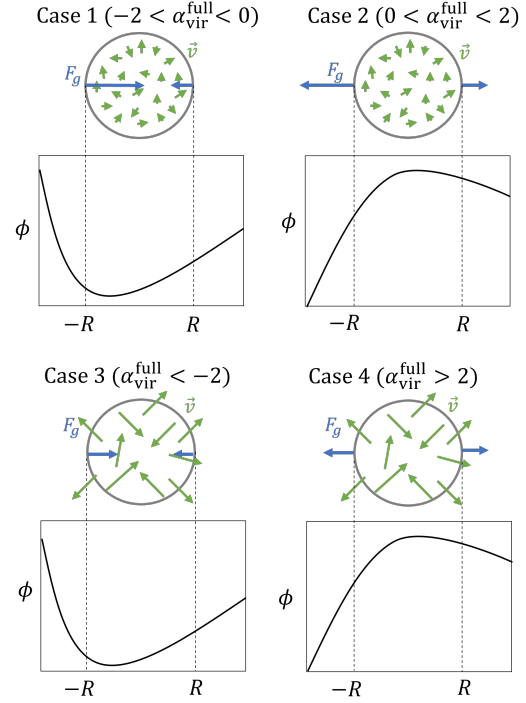 Case 1 (−2 < α_vir^full < 0)
Case 2 (0 < α_vir^full < 2)
F_g
v⃗
F_g
v⃗
ϕ
−R
R
ϕ
−R
R
Case 3 (α_vir^full < −2)
Case 4 (α_vir^full > 2)
F_g
v⃗
F_g
v⃗
ϕ
−R
R
ϕ
−R
R